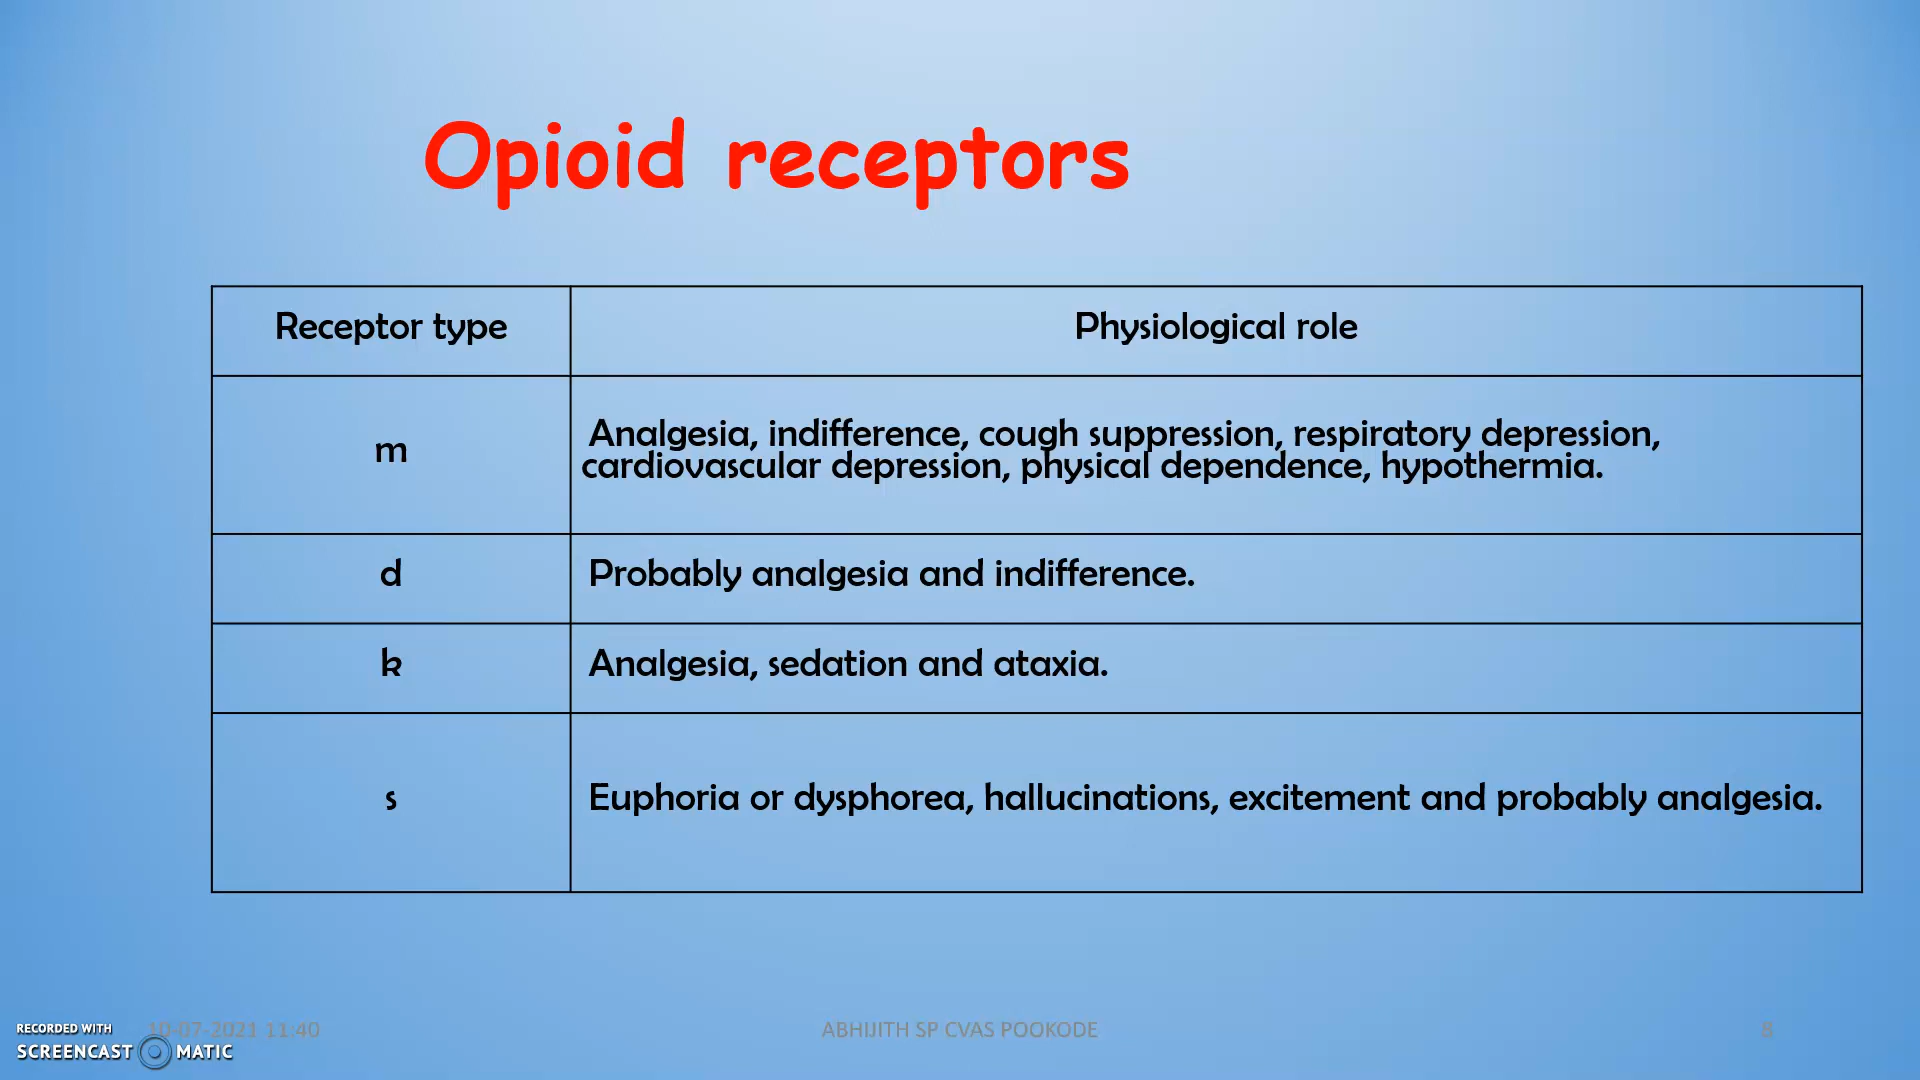 Opioid receptors
Receptor type
Physiological role
m
Analgesia, indifference, cough suppression, respiratory depression,
cardiovascular depression, physical dependence, hypothermia.
d
Probably analgesia and indifference.
k
Analgesia, sedation and ataxia.
s
Euphoria or dysphorea, hallucinations, excitement and probably analgesia.
RECORDED WITH
SCREENCAST MATIC
10-07-2021 11:40
ABHIJITH SP CVAS POOKODE
8